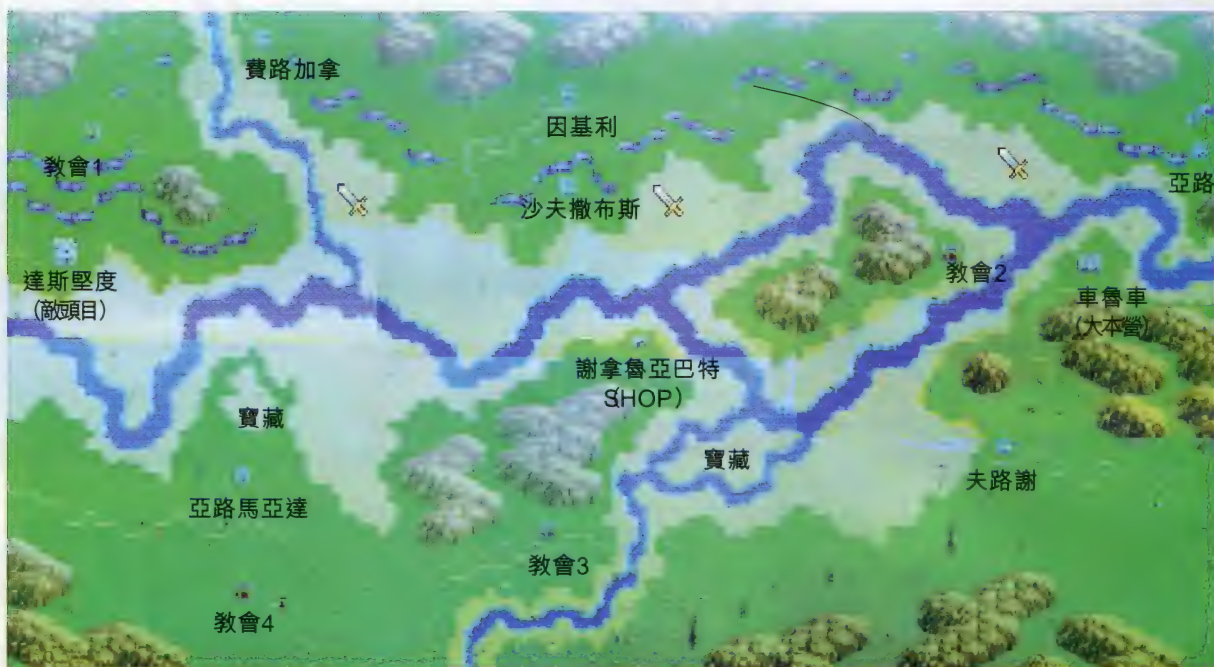 費路加拿
因基利
教會1
沙夫撒布斯
亞路
達斯堅度
(敵頭目)
教會2
車魯車
(大本營)
謝拿魯亞巴特
(SHOP)
寶藏
寶藏
夫路謝
亞路馬亞達
教會3
教會4